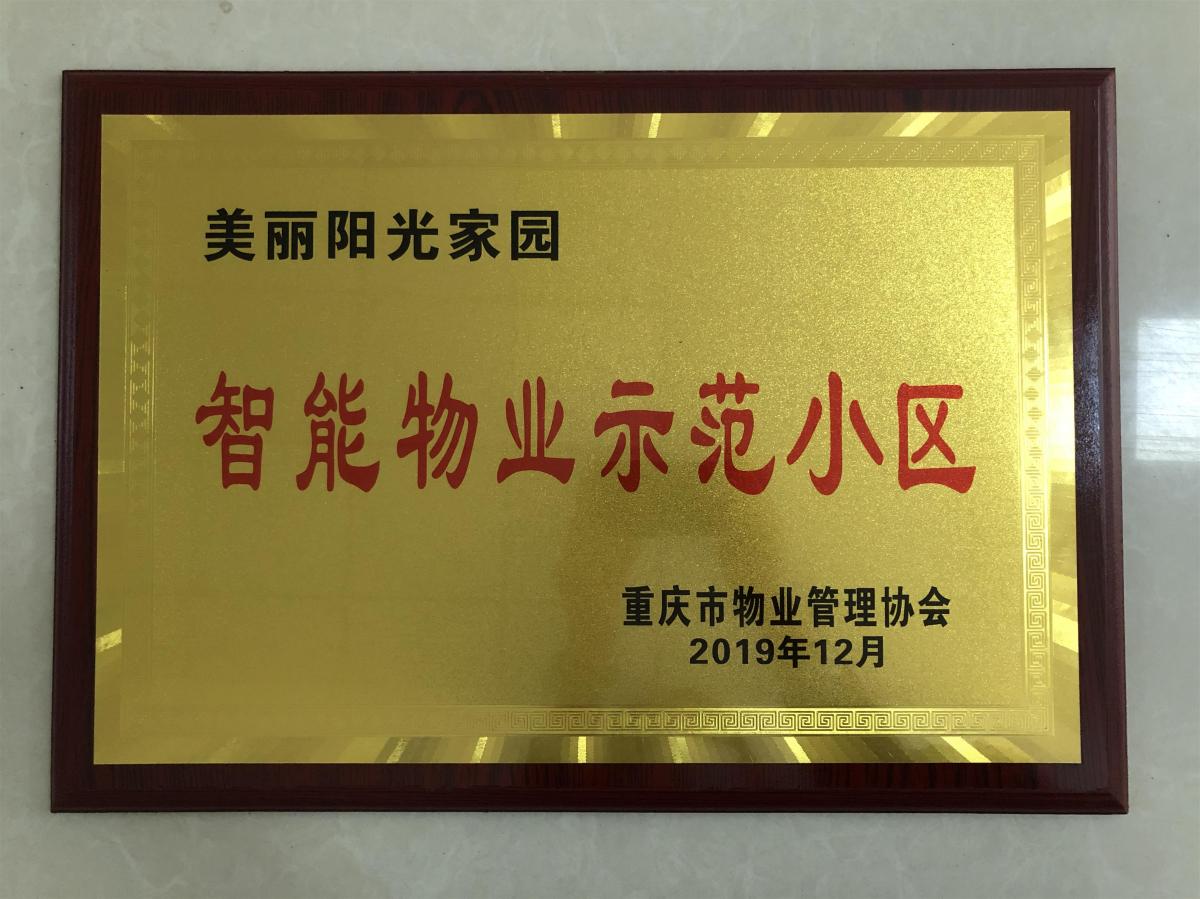 美丽阳光家园
智能物业示范小区
重庆市物业管理协会
2019年12月